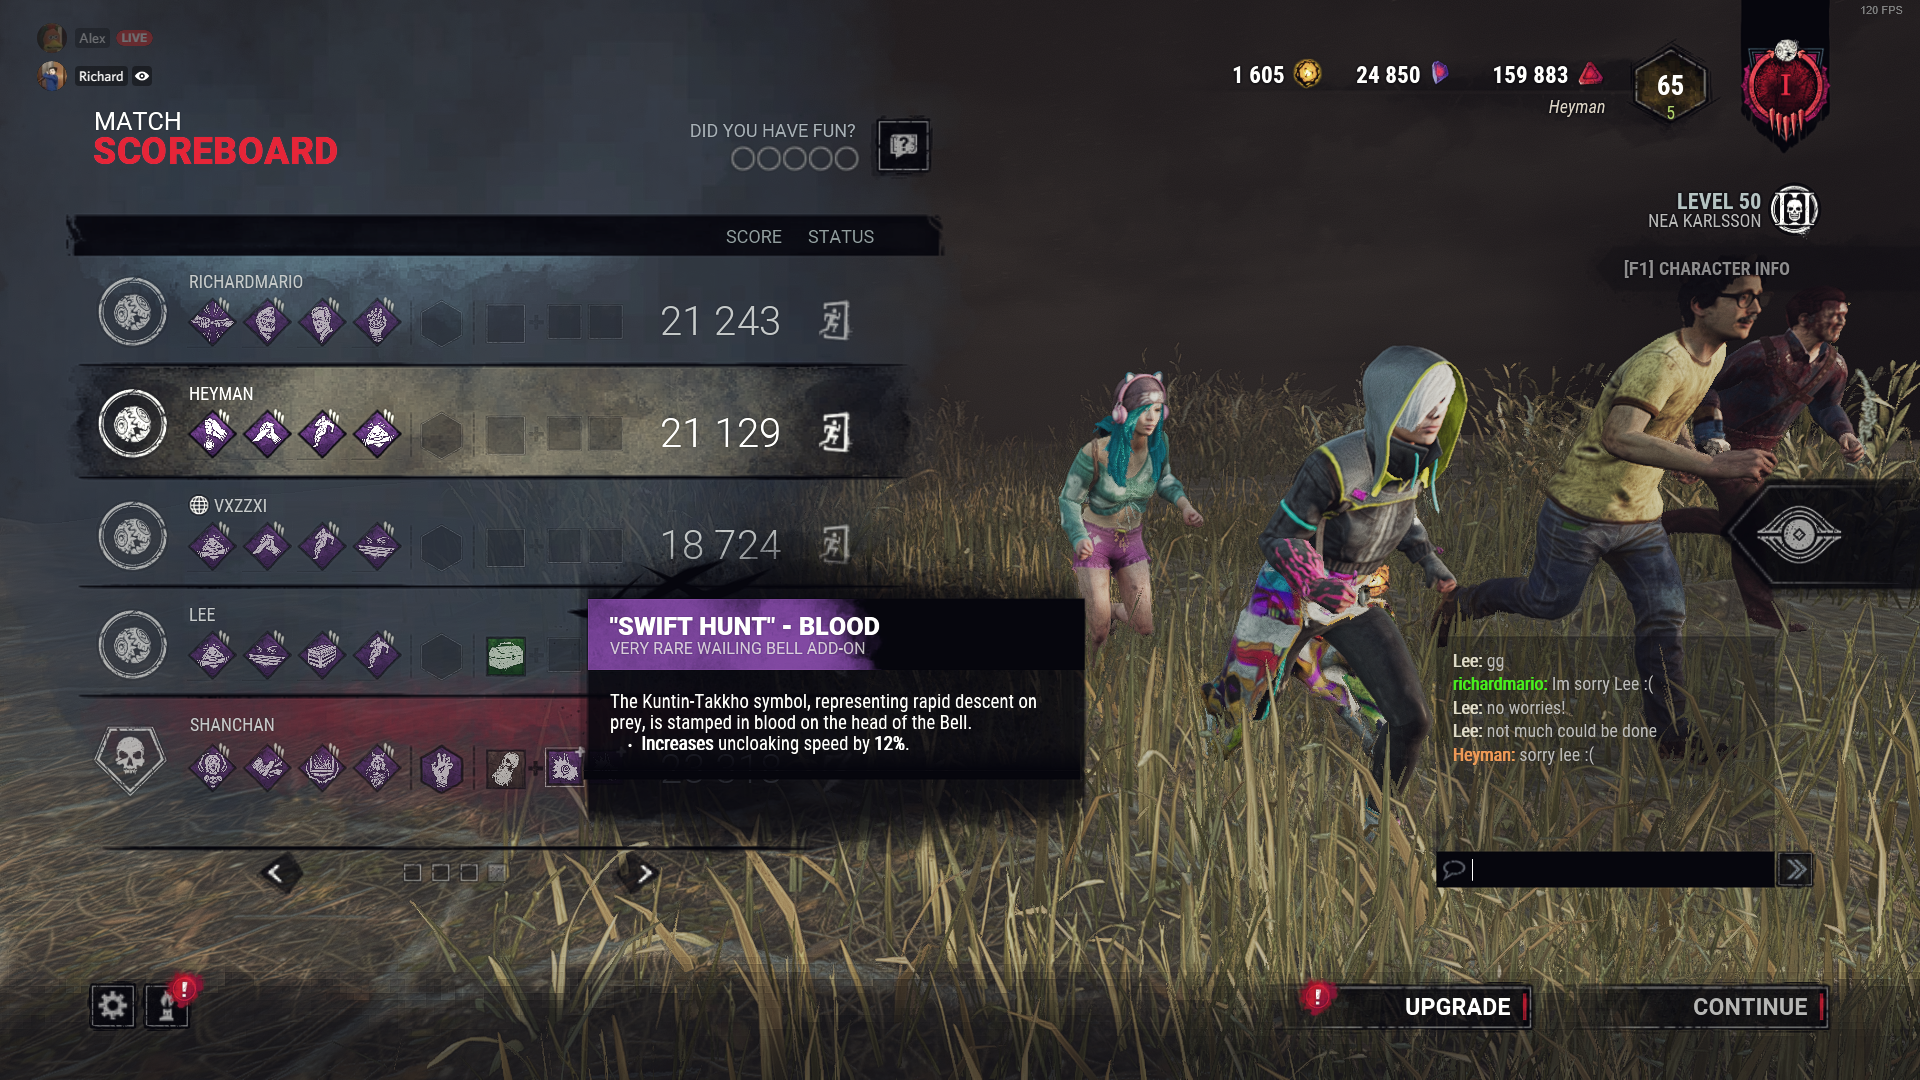 120 FPS
Alex LIVE
Richard
1 605
24 850
159 883
Heyman
65
5
I
MATCH
SCOREBOARD
DID YOU HAVE FUN?
LEVEL 50
NEA KARLSSON
[F1] CHARACTER INFO
SCORE STATUS
RICHARDMARIO
21 243
HEYMAN
21 129
VXZZXI
18 724
LEE
"SWIFT HUNT" - BLOOD
VERY RARE WAILING BELL ADD-ON
The Kuntin-Takkho symbol, representing rapid descent on
prey, is stamped in blood on the head of the Bell.
· Increases uncloaking speed by 12%.
SHANCHAN
Lee: gg
richardmario: Im sorry Lee :(
Lee: no worries!
Lee: not much could be done
Heyman: sorry lee :(
UPGRADE
CONTINUE